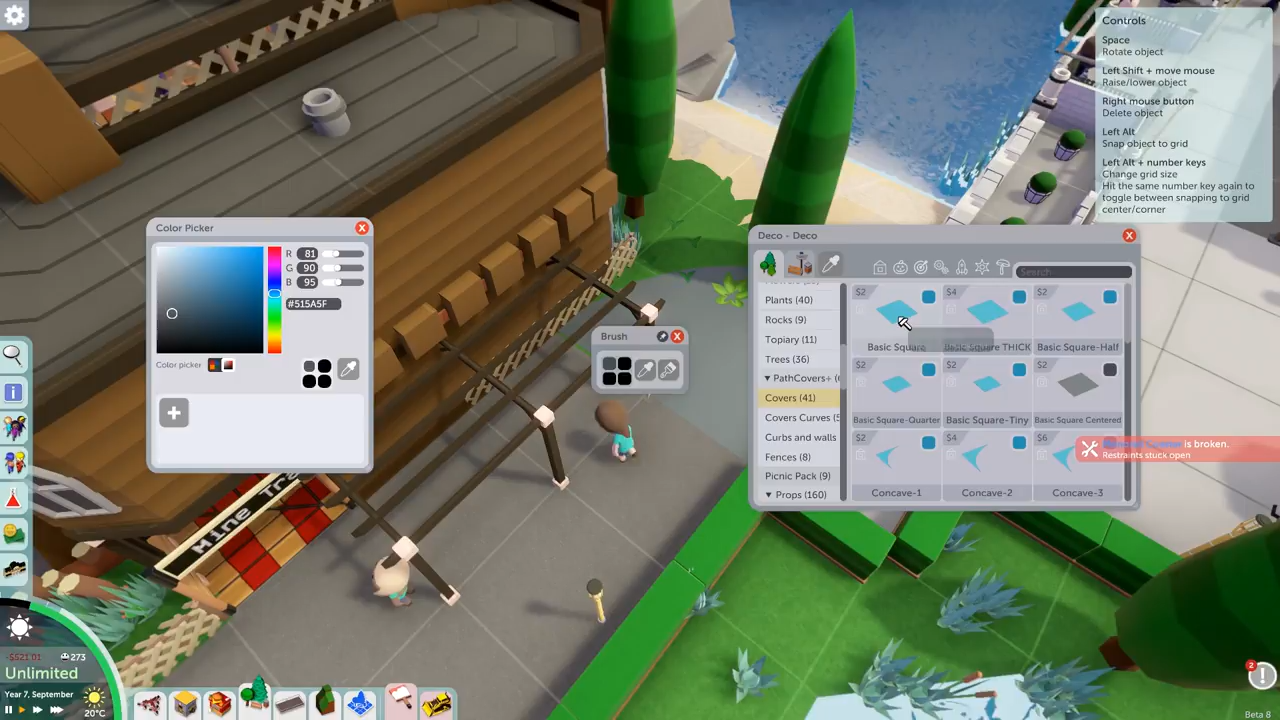 Controls
Space
Rotate object
Left Shift + move mouse
Raise/lower object
Right mouse button
Delete object
Left Alt
Snap object to grid
Left Alt + number keys
Change grid size
Hit the same number key again to
toggle between snapping to grid
center/corner
Color Picker
R 81
G 90
B 95
#515A5F
Color picker
Brush
Deco - Deco
Search
Plants (40)
Rocks (9)
Topiary (11)
Trees (36)
PathCovers+ (
Covers (41)
Covers Curves (5
Curbs and walls
Fences (8)
Picnic Pack (9)
Props (160)
$2
$4
$2
Basic Square
Basic Square THICK
Basic Square-Half
$2
$2
$2
Basic Square-Quarter
Basic Square-Tiny
Basic Square Centered
$2
$4
$6
Concave-1
Concave-2
Concave-3
is broken.
Restraints stuck open
Mine Tra
273
Unlimited
Year 7, September
20°C
2
Beta 8